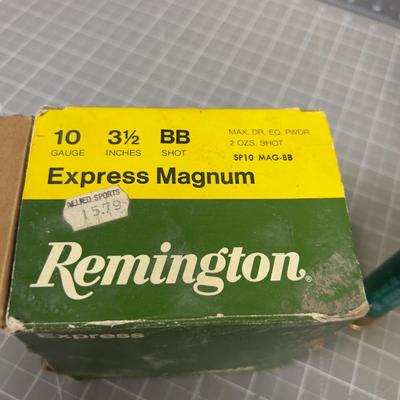 10 3½ BB MAX. DR. EQ. PWDR.
GAUGE INCHES SHOT 2 OZS. SHOT
SP10 MAG-BB
Express Magnum
ALLIED SPORTS
15.79
Remington®
Express